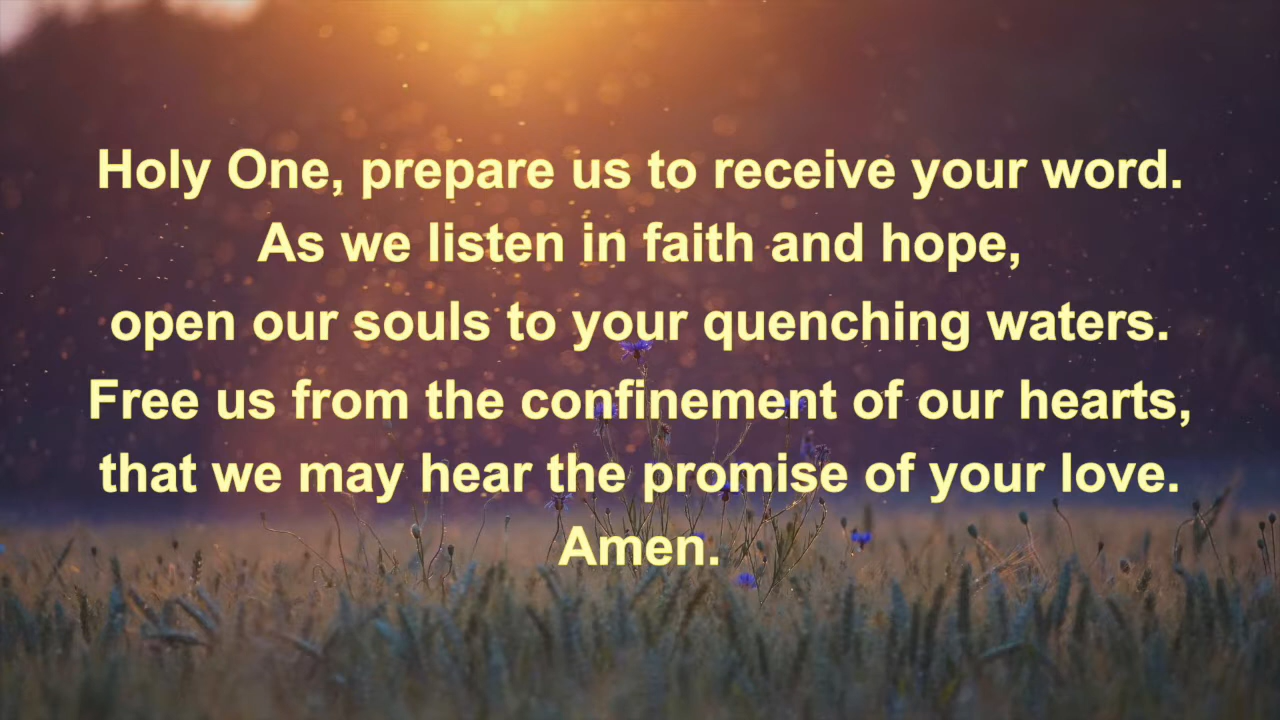 Holy One, prepare us to receive your word.
As we listen in faith and hope,
open our souls to your quenching waters.
Free us from the confinement of our hearts,
that we may hear the promise of your love.
Amen.